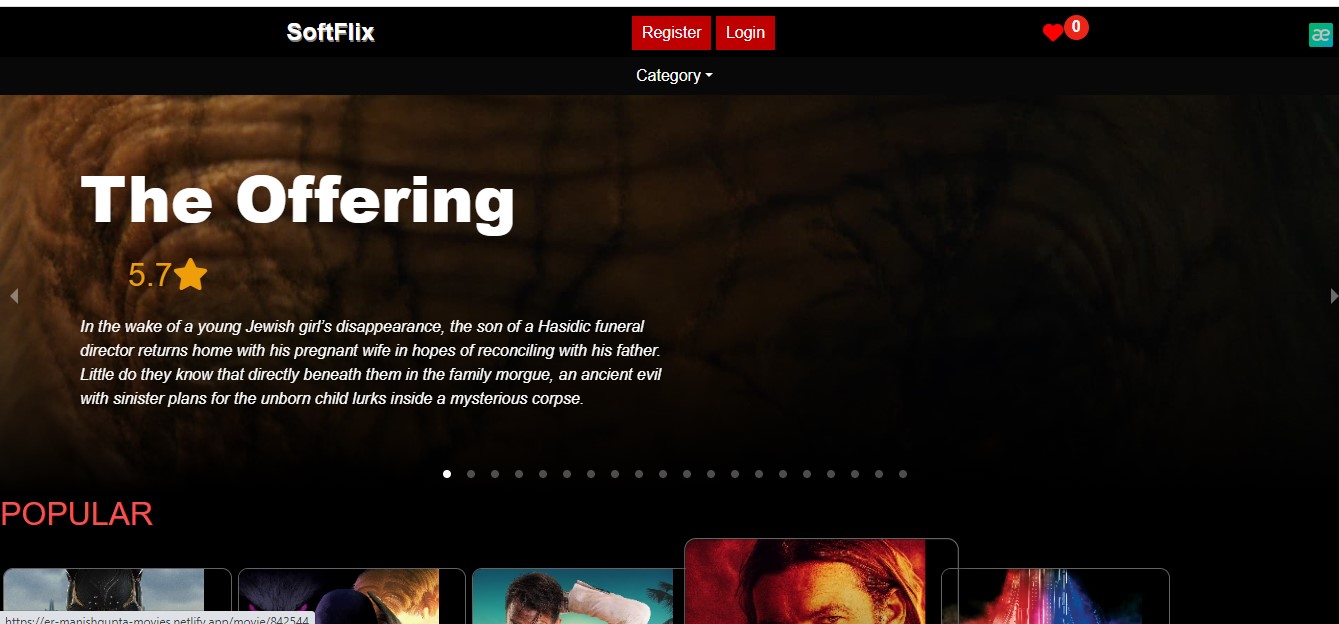 SoftFlix
Register
Login
0
æ
Category
The Offering
5.7
In the wake of a young Jewish girl's disappearance, the son of a Hasidic funeral
director returns home with his pregnant wife in hopes of reconciling with his father.
Little do they know that directly beneath them in the family morgue, an ancient evil
with sinister plans for the unborn child lurks inside a mysterious corpse.
POPULAR
https://er-manishgupta-movies.netlify.app/movie/842544